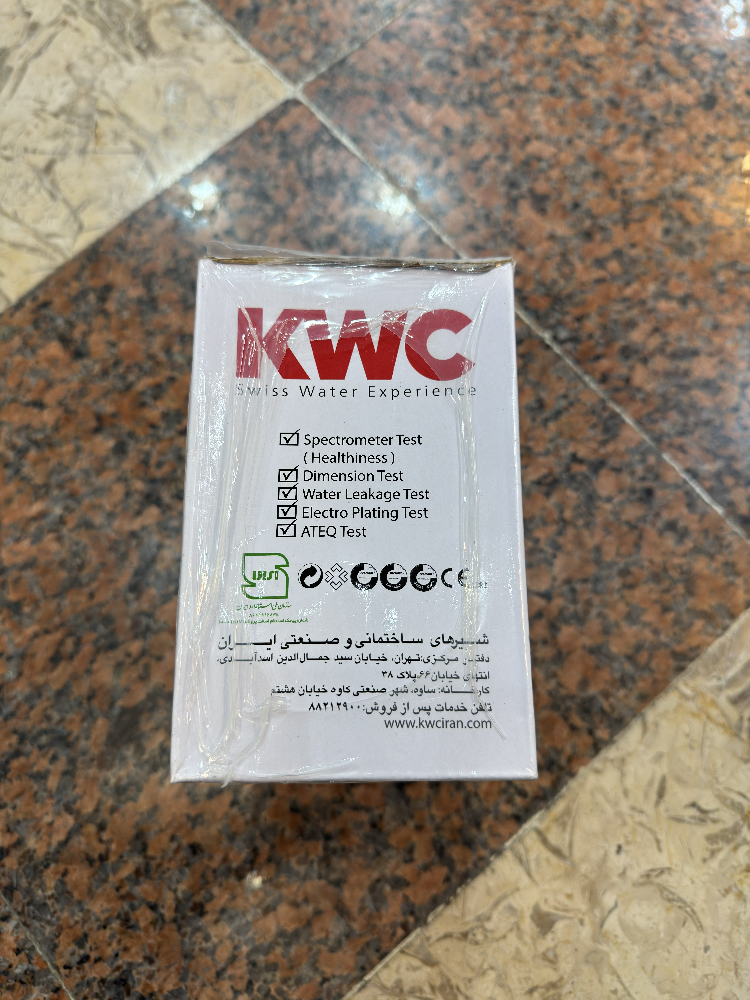 KWC
Swiss Water Experience
Spectrometer Test
( Healthiness )
Dimension Test
Water Leakage Test
Electro Plating Test
ATEQ Test
CE
شیرهای ساختمانی و صنعتی ایران
دفتر مرکزی: تهران، خیابان سید جمال‌الدین اسدآبادی،
انتهای خیابان ۶۶، پلاک ۳۸
کارخانه: ساوه، شهر صنعتی کاوه خیابان هشتم
تلفن خدمات پس از فروش: ۸۸۲۱۲۹۰۰
www.kwciran.com